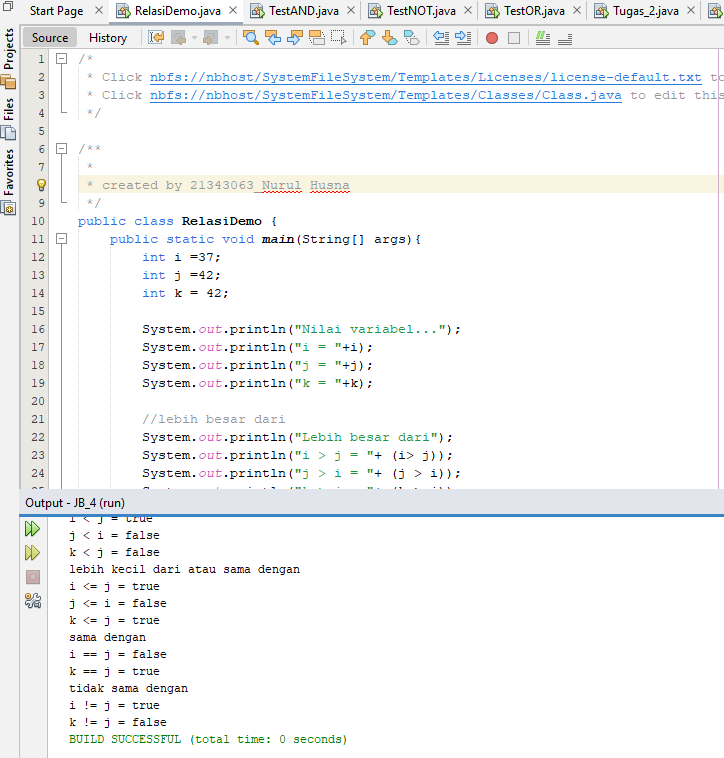 Start Page
RelasiDemo.java
TestAND.java
TestNOT.java
TestOR.java
Tugas_2.java
Projects
Files
Favorites
Source History
1 /*
2 * Click nbfs://nbhost/SystemFileSystem/Templates/Licenses/license-default.txt to
3 * Click nbfs://nbhost/SystemFileSystem/Templates/Classes/Class.java to edit this
4 */
5
6 /**
7 *
* created by 21343063_Nurul Husna
9 */
10 public class RelasiDemo {
11 public static void main(String[] args){
12 int i =37;
13 int j =42;
14 int k = 42;
15
16 System.out.println("Nilai variabel...");
17 System.out.println("i = "+i);
18 System.out.println("j = "+j);
19 System.out.println("k = "+k);
20
21 //lebih besar dari
22 System.out.println("Lebih besar dari");
23 System.out.println("i > j = "+ (i> j));
24 System.out.println("j > i = "+ (j > i));
Output - JB_4 (run)
i < j = true
j < i = false
k < j = false
lebih kecil dari atau sama dengan
i <= j = true
j <= i = false
k <= j = true
sama dengan
i == j = false
k == j = true
tidak sama dengan
i != j = true
k != j = false
BUILD SUCCESSFUL (total time: 0 seconds)